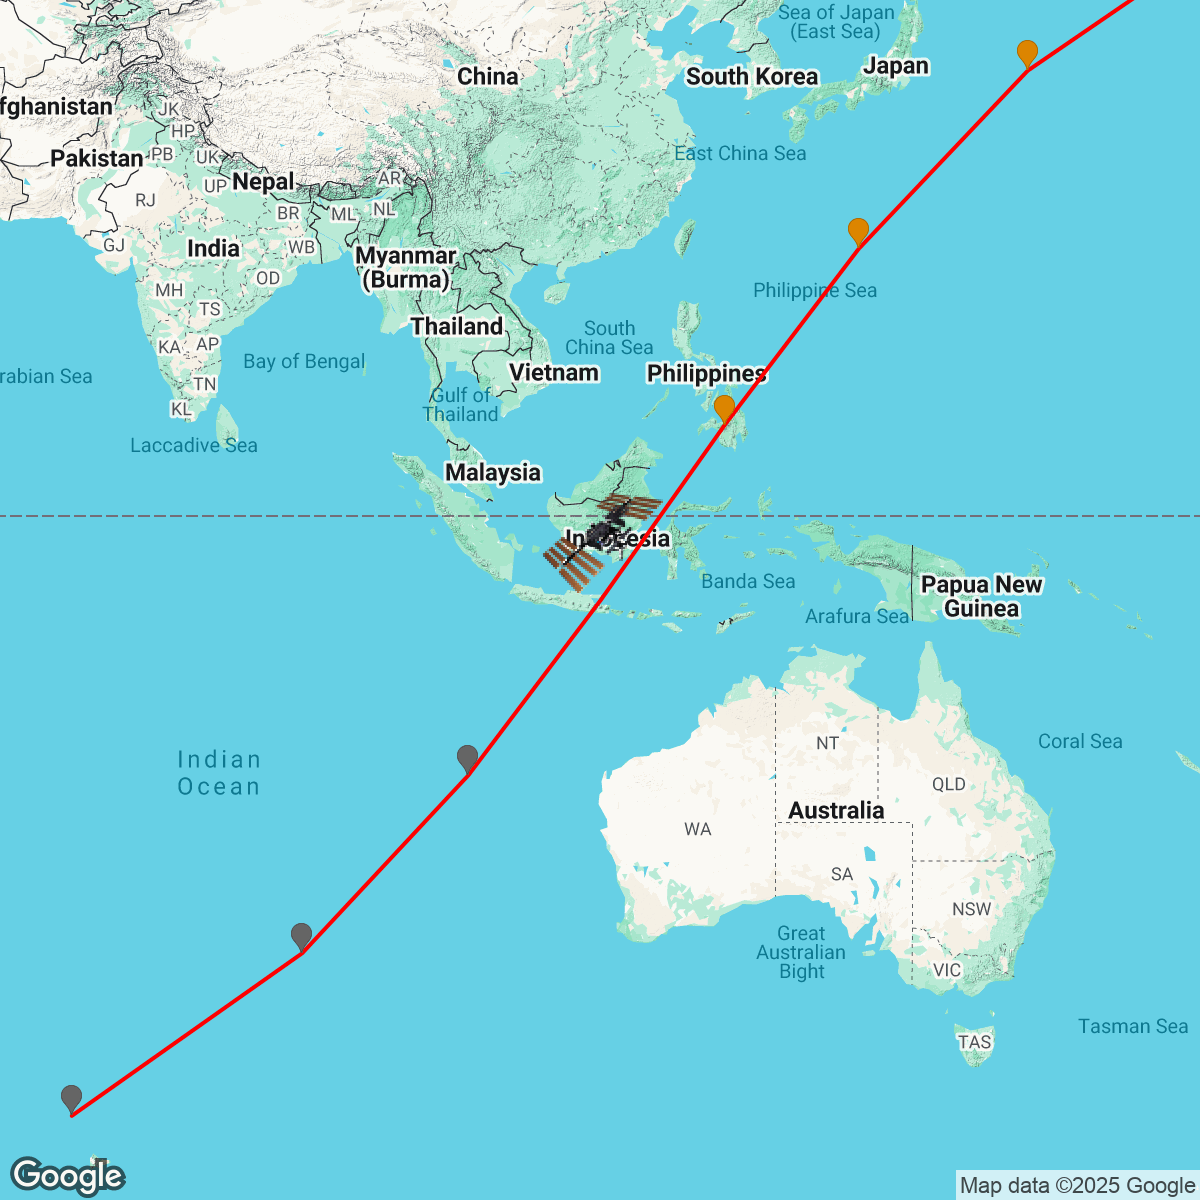 Sea of Japan
(East Sea)
China
South Korea
Japan
fghanistan
JK
HP
East China Sea
Pakistan
PB
UK
UP
Nepal
AR
RJ
BR
ML
NL
GJ
India
WB
Myanmar
(Burma)
OD
MH
Philippine Sea
TS
Thailand
South
China Sea
KA
AP
Bay of Bengal
Vietnam
Philippines
rabian Sea
TN
Gulf of
Thailand
KL
Laccadive Sea
Malaysia
Indonesia
Banda Sea
Papua New
Guinea
Arafura Sea
Indian
Ocean
NT
Coral Sea
QLD
Australia
WA
SA
NSW
Great
Australian
Bight
VIC
Tasman Sea
TAS
Google
Map data ©2025 Google